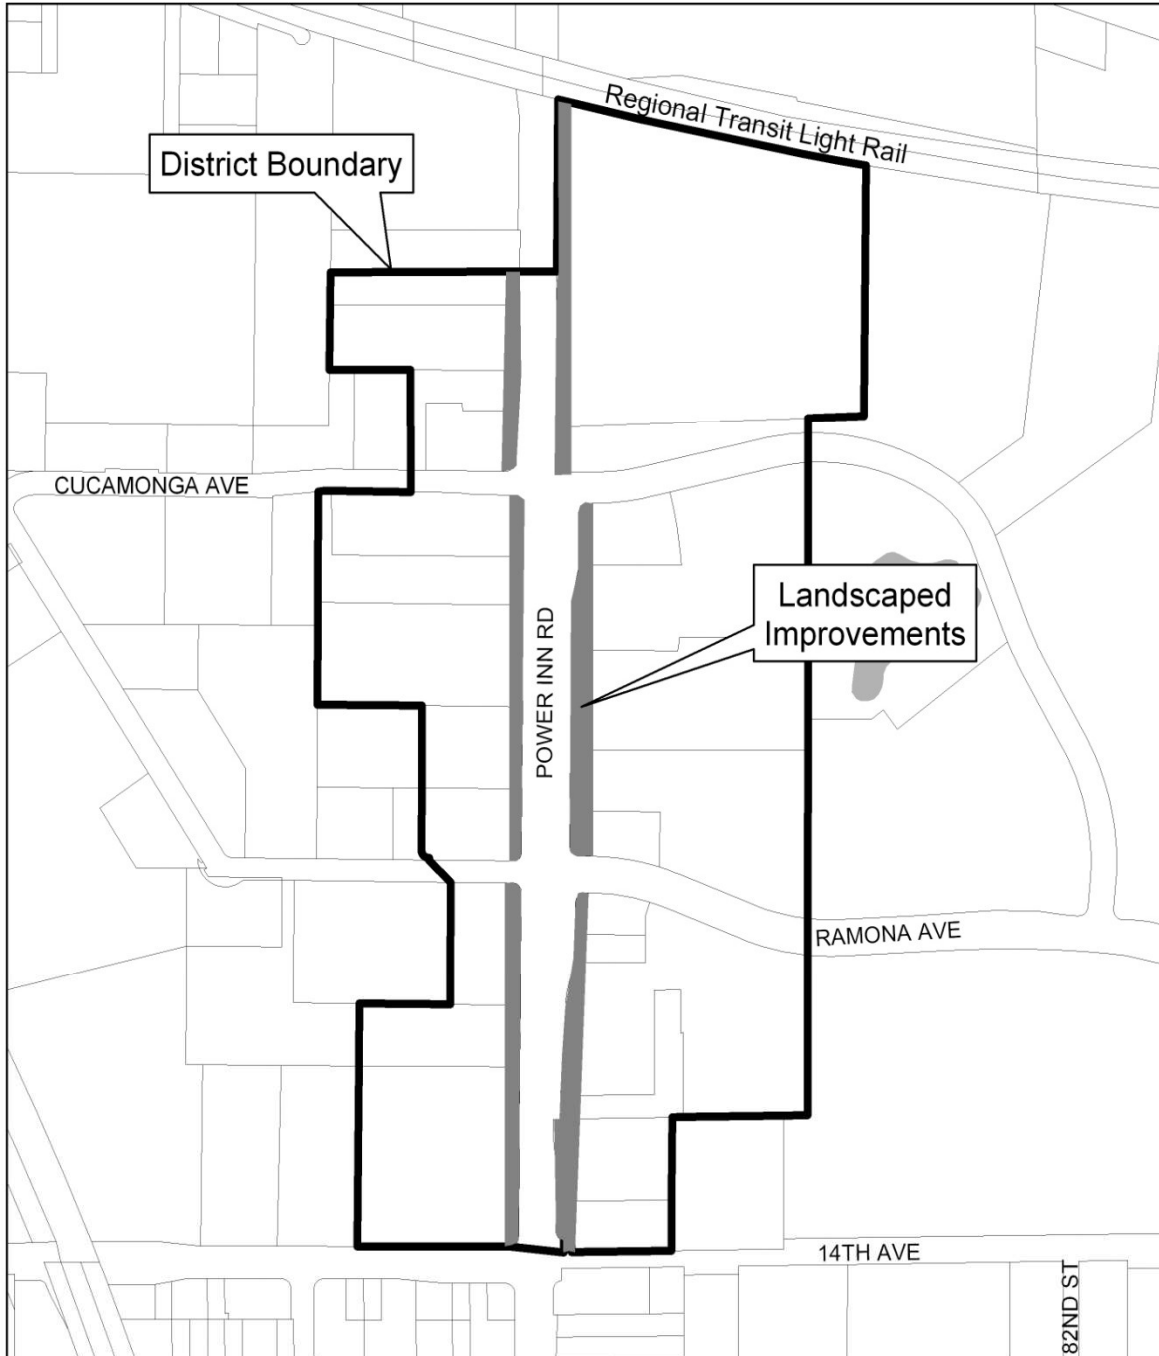 Regional Transit Light Rail
District Boundary
CUCAMONGA AVE
Landscaped
Improvements
POWER INN RD
RAMONA AVE
14TH AVE
82ND ST